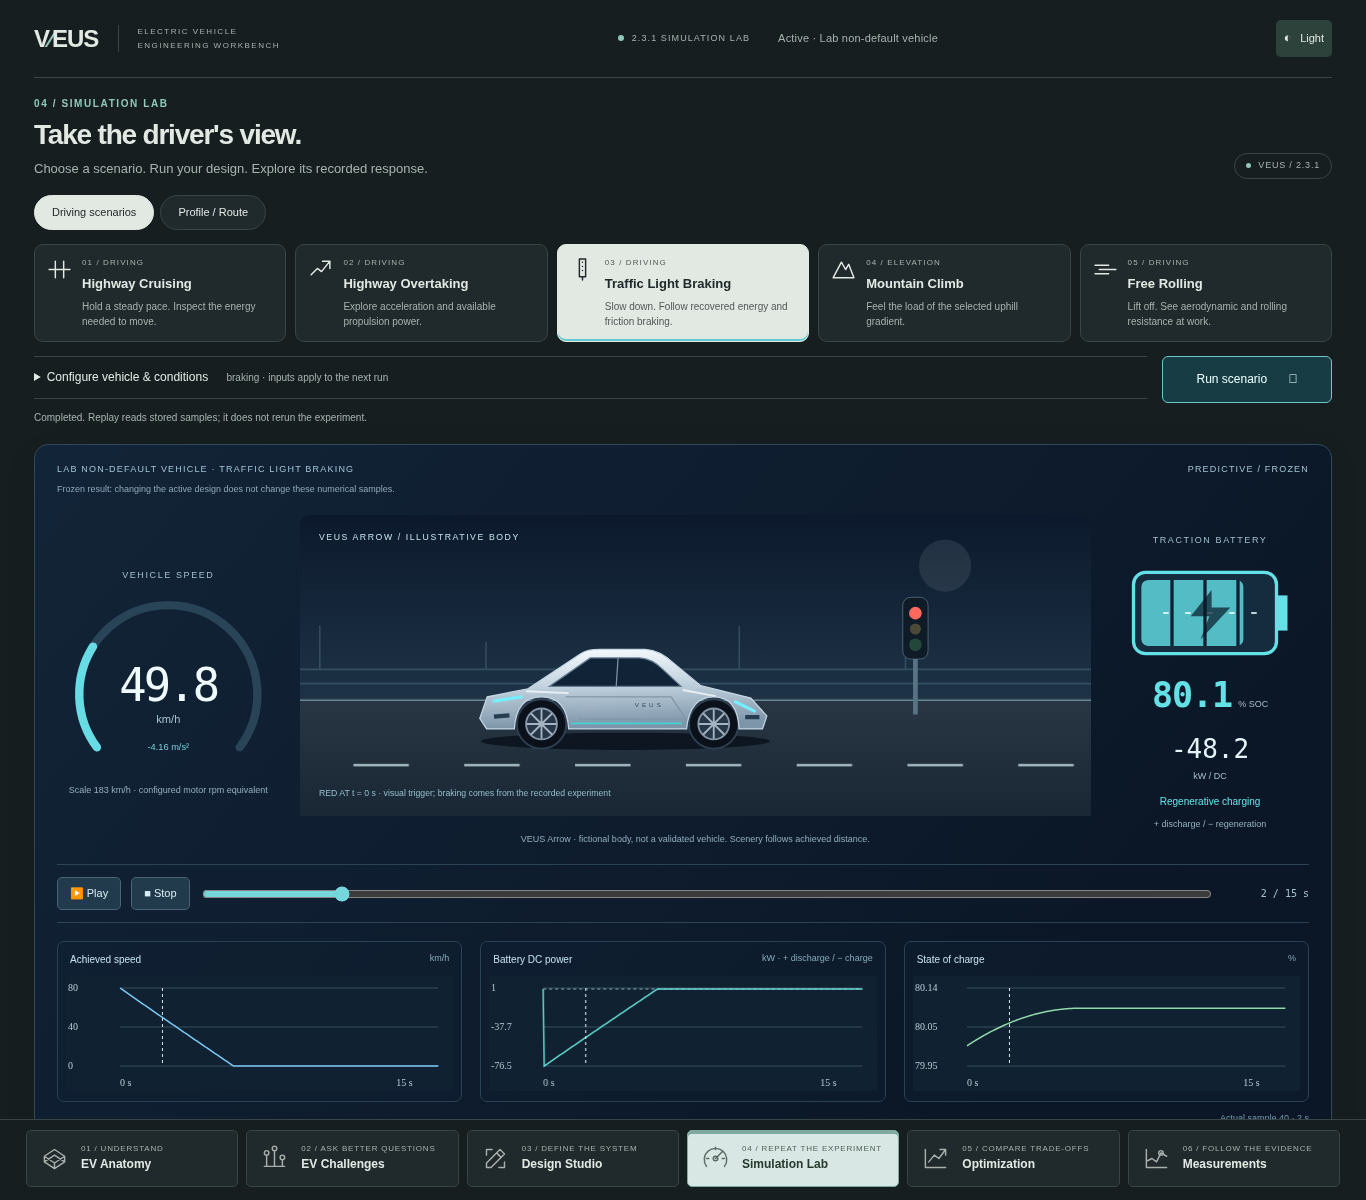 VEUS
ELECTRIC VEHICLE
ENGINEERING WORKBENCH
2.3.1 SIMULATION LAB
Active · Lab non-default vehicle
Light
04 / SIMULATION LAB
Take the driver's view.
Choose a scenario. Run your design. Explore its recorded response.
VEUS / 2.3.1
Driving scenarios
Profile / Route
01 / DRIVING
Highway Cruising
Hold a steady pace. Inspect the energy
needed to move.
02 / DRIVING
Highway Overtaking
Explore acceleration and available
propulsion power.
03 / DRIVING
Traffic Light Braking
Slow down. Follow recovered energy and
friction braking.
04 / ELEVATION
Mountain Climb
Feel the load of the selected uphill
gradient.
05 / DRIVING
Free Rolling
Lift off. See aerodynamic and rolling
resistance at work.
Configure vehicle & conditions
braking · inputs apply to the next run
Run scenario
Completed. Replay reads stored samples; it does not rerun the experiment.
LAB NON-DEFAULT VEHICLE · TRAFFIC LIGHT BRAKING
PREDICTIVE / FROZEN
Frozen result: changing the active design does not change these numerical samples.
VEHICLE SPEED
49.8
km/h
-4.16 m/s²
Scale 183 km/h · configured motor rpm equivalent
VEUS ARROW / ILLUSTRATIVE BODY
VEUS
RED AT t = 0 s · visual trigger; braking comes from the recorded experiment
VEUS Arrow · fictional body, not a validated vehicle. Scenery follows achieved distance.
TRACTION BATTERY
80.1 % SOC
-48.2
kW / DC
Regenerative charging
+ discharge / − regeneration
Play
Stop
2 / 15 s
Achieved speed
km/h
80
40
0
0 s
15 s
Battery DC power
kW · + discharge / − charge
1
-37.7
-76.5
0 s
15 s
State of charge
%
80.14
80.05
79.95
0 s
15 s
Actual sample 40 · 2 s
01 / UNDERSTAND
EV Anatomy
02 / ASK BETTER QUESTIONS
EV Challenges
03 / DEFINE THE SYSTEM
Design Studio
04 / REPEAT THE EXPERIMENT
Simulation Lab
05 / COMPARE TRADE-OFFS
Optimization
06 / FOLLOW THE EVIDENCE
Measurements